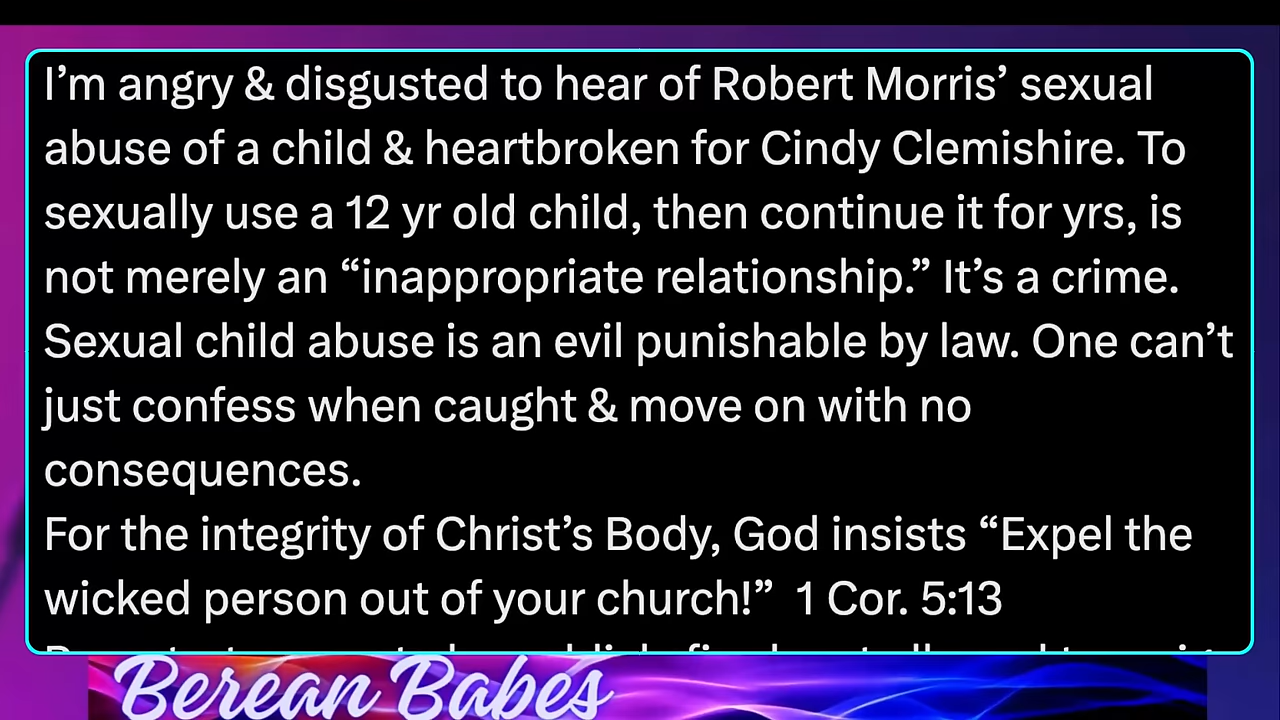 I’m angry & disgusted to hear of Robert Morris’ sexual
abuse of a child & heartbroken for Cindy Clemishire. To
sexually use a 12 yr old child, then continue it for yrs, is
not merely an “inappropriate relationship.” It’s a crime.
Sexual child abuse is an evil punishable by law. One can’t
just confess when caught & move on with no
consequences.
For the integrity of Christ’s Body, God insists “Expel the
wicked person out of your church!”  1 Cor. 5:13
Berean Babes